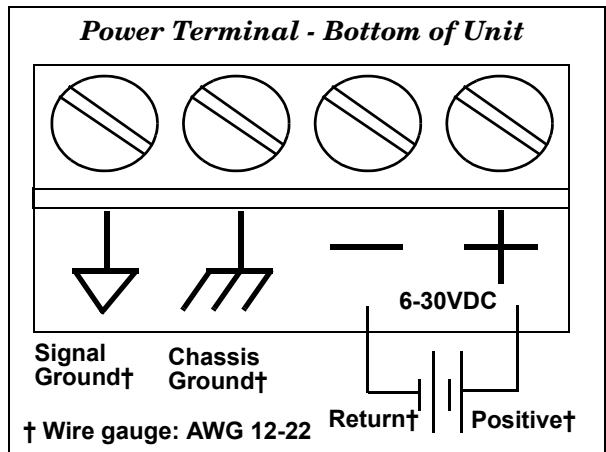 Power Terminal - Bottom of Unit
6-30VDC
Signal
Ground†
Chassis
Ground†
Return†
Positive†
† Wire gauge: AWG 12-22